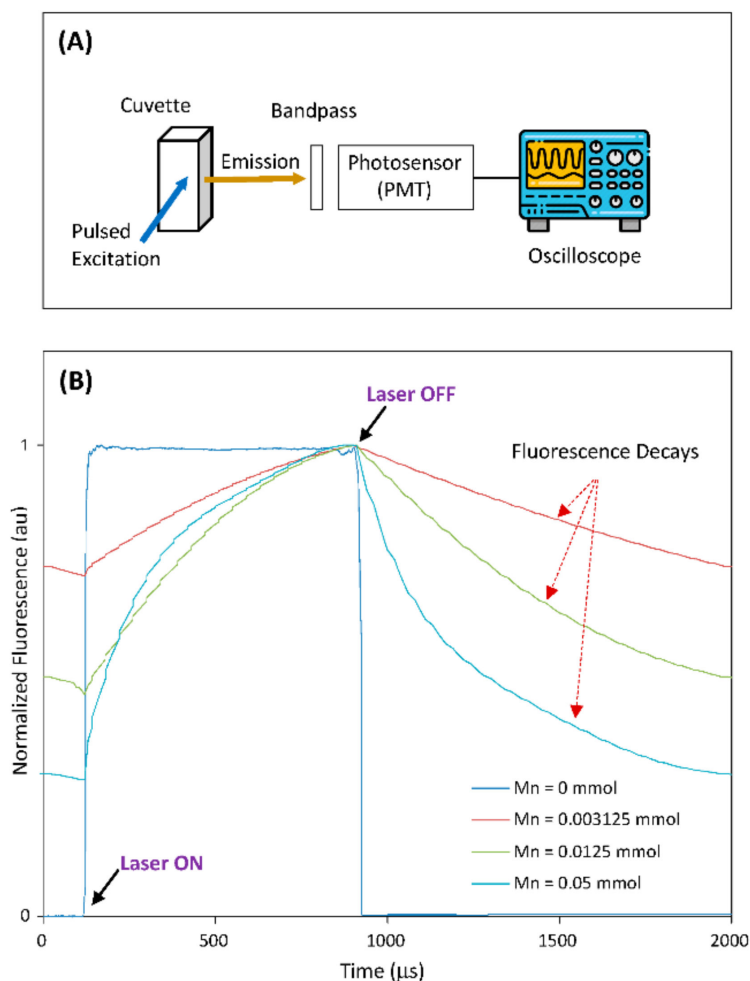 (A)
Cuvette
Bandpass
Emission
Photosensor
(PMT)
Pulsed
Excitation
Oscilloscope
(B)
Laser OFF
1
Fluorescence Decays
Normalized Fluorescence (au)
Mn = 0 mmol
Mn = 0.003125 mmol
Mn = 0.0125 mmol
Mn = 0.05 mmol
Laser ON
0
0 500 1000 1500 2000
Time (μs)